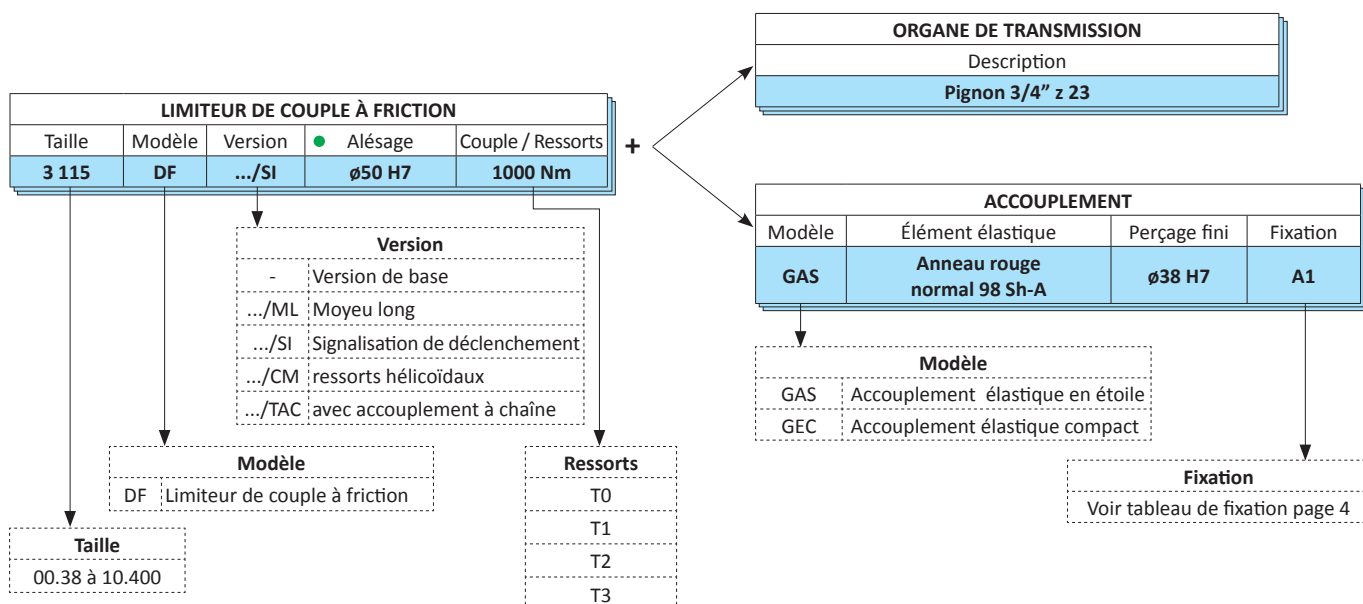 ORGANE DE TRANSMISSION
Description
Pignon 3/4” z 23
LIMITEUR DE COUPLE À FRICTION
Taille Modèle Version Alésage Couple / Ressorts
3 115 DF .../SI ø50 H7 1000 Nm
+
ACCOUPLEMENT
Modèle Élément élastique Perçage fini Fixation
GAS Anneau rouge normal 98 Sh-A ø38 H7 A1
Version
- Version de base
.../ML Moyeu long
.../SI Signalisation de déclenchement
.../CM ressorts hélicoïdaux
.../TAC avec accouplement à chaîne
Modèle
GAS Accouplement élastique en étoile
GEC Accouplement élastique compact
Modèle
DF Limiteur de couple à friction
Ressorts
T0
T1
T2
T3
Fixation
Voir tableau de fixation page 4
Taille
00.38 à 10.400